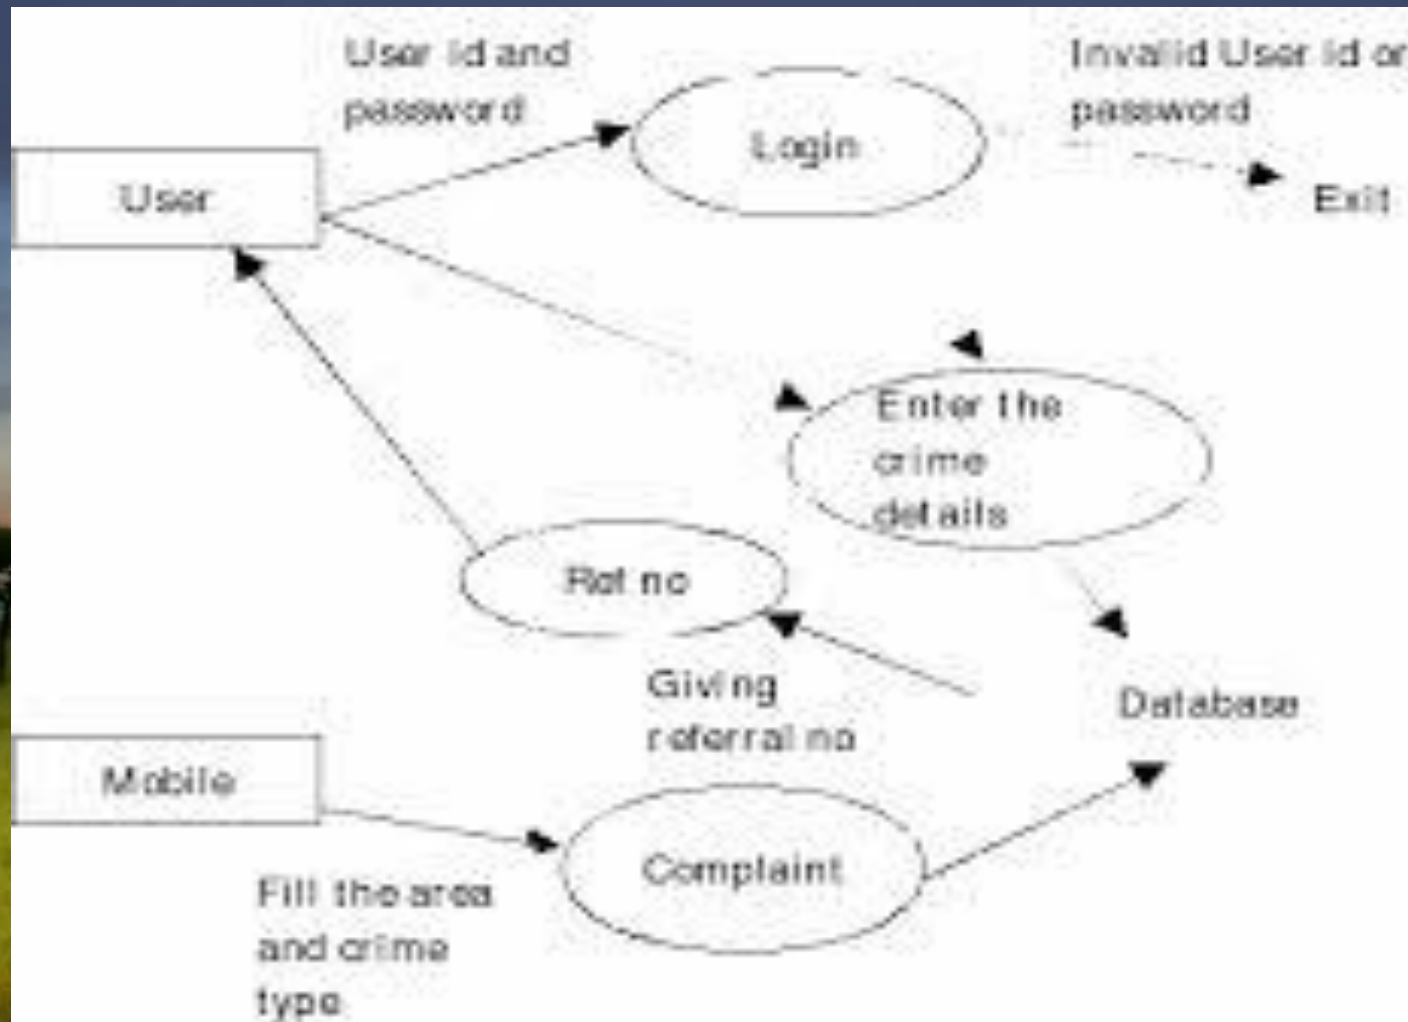 User id and
password
Invalid User id or
password
Login
User
Exit
Enter the
crime
details
Ref no
Giving
referral no
Database
Mobile
Complaint
Fill the area
and crime
type